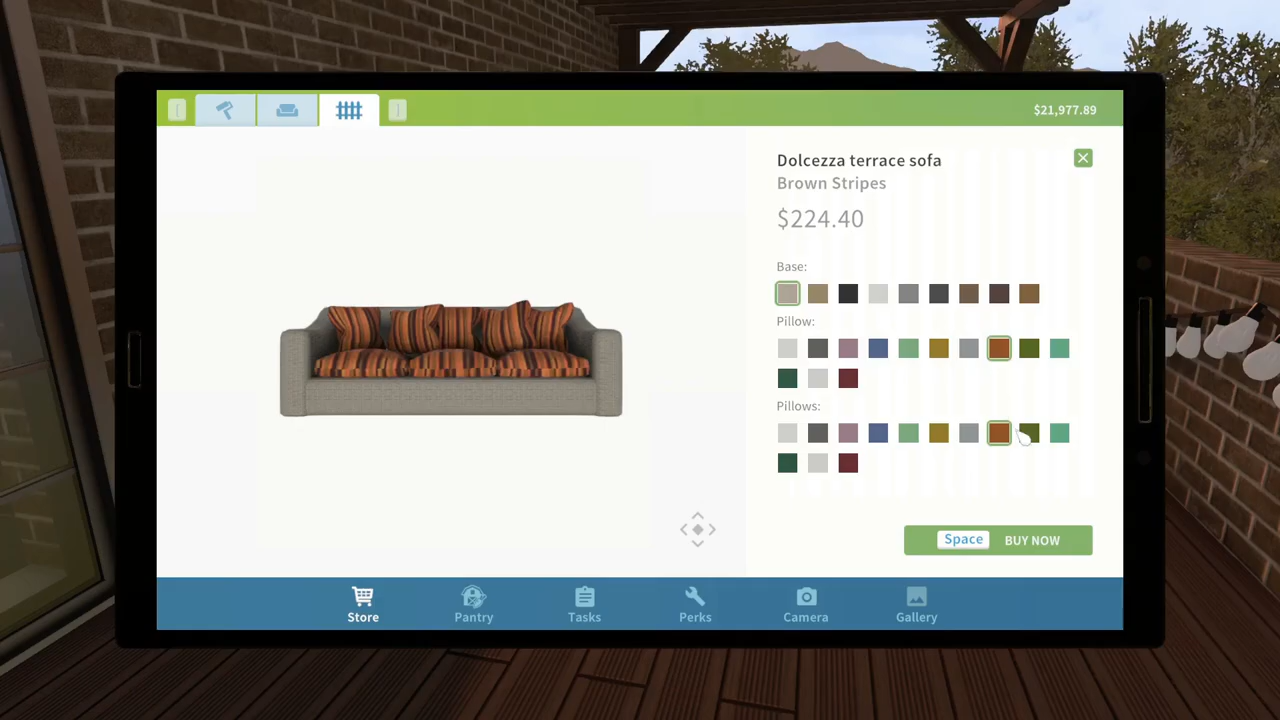 $21,977.89
Dolcezza terrace sofa
Brown Stripes
$224.40
Base:
Pillow:
Pillows:
Space BUY NOW
Store Pantry Tasks Perks Camera Gallery